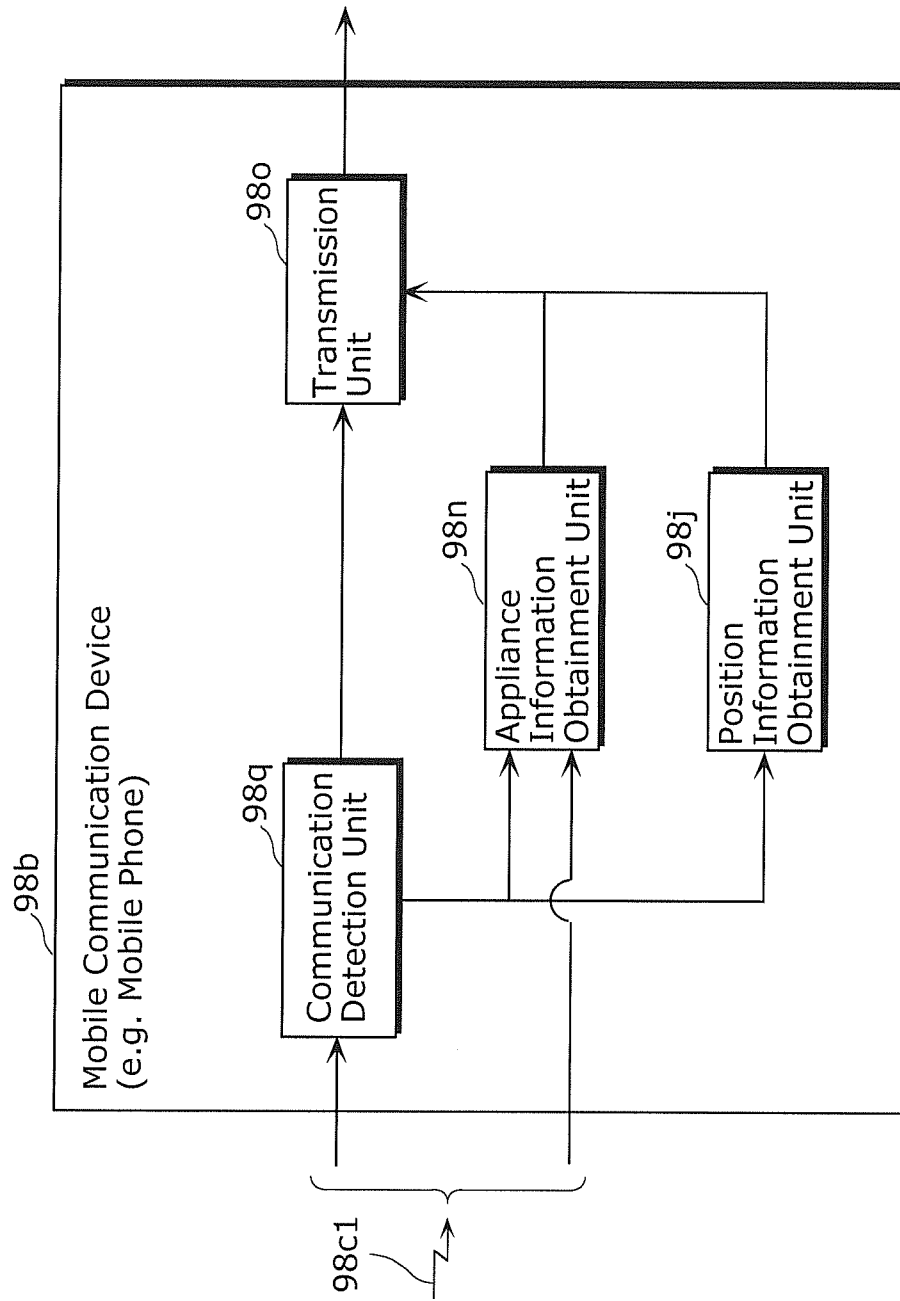 98b
Mobile Communication Device
(e.g. Mobile Phone)
98c1
98q
Communication
Detection Unit
98o
Transmission
Unit
98n
Appliance
Information
Obtainment Unit
98j
Position
Information
Obtainment Unit